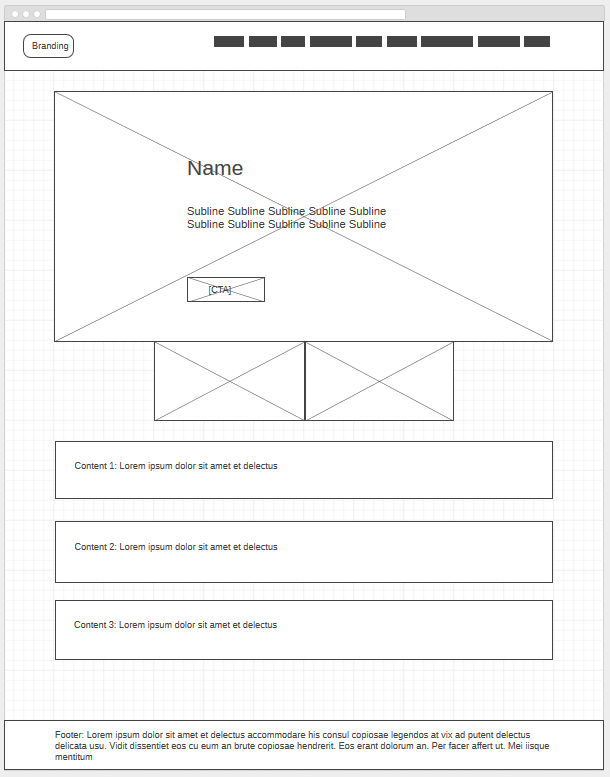 Branding
Name
Subline Subline Subline Subline Subline
Subline Subline Subline Subline Subline
[CTA]
Content 1: Lorem ipsum dolor sit amet et delectus
Content 2: Lorem ipsum dolor sit amet et delectus
Content 3: Lorem ipsum dolor sit amet et delectus
Footer: Lorem ipsum dolor sit amet et delectus accommodare his consul copiosae legendos at vix ad putent delectus
delicata usu. Vidit dissentiet eos cu eum an brute copiosae hendrerit. Eos erant dolorum an. Per facer affert ut. Mei iisque
mentitum